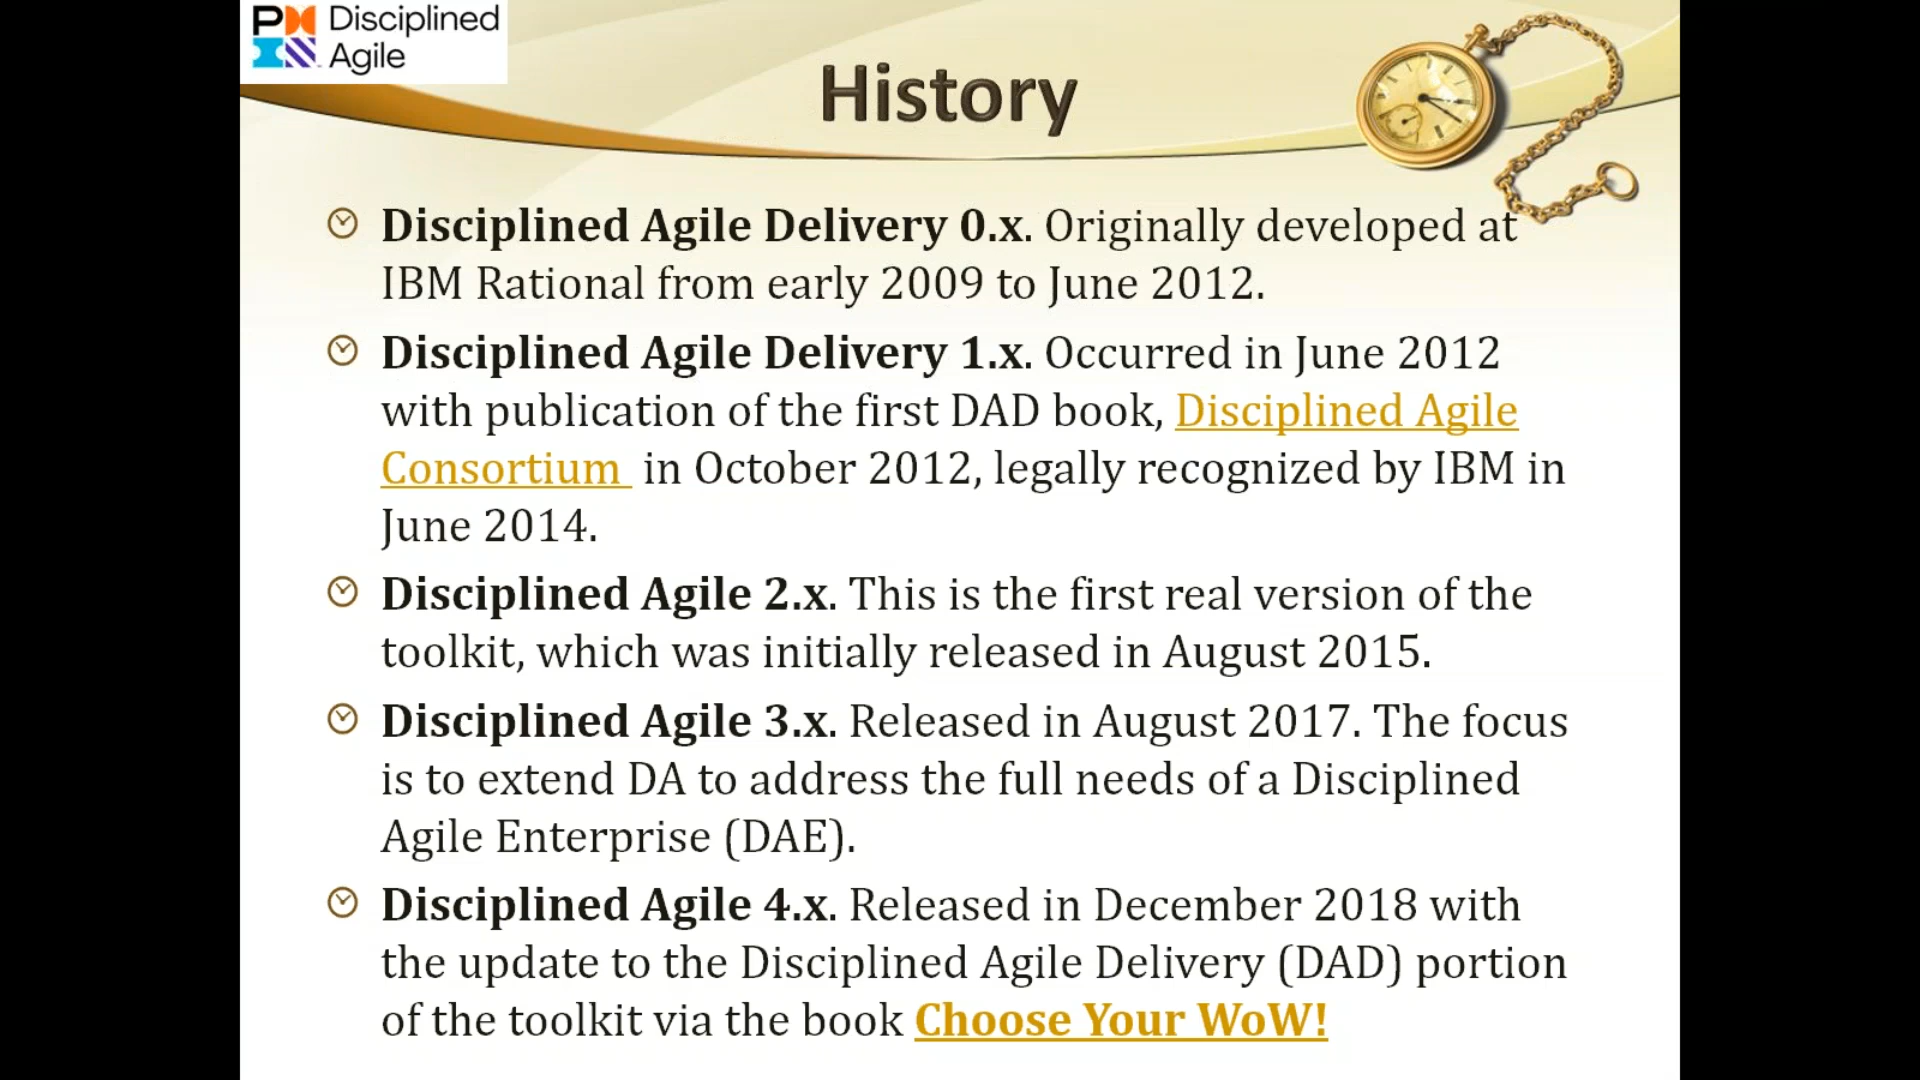 Disciplined
Agile
History
Disciplined Agile Delivery 0.x. Originally developed at
IBM Rational from early 2009 to June 2012.
Disciplined Agile Delivery 1.x. Occurred in June 2012
with publication of the first DAD book, Disciplined Agile
Consortium in October 2012, legally recognized by IBM in
June 2014.
Disciplined Agile 2.x. This is the first real version of the
toolkit, which was initially released in August 2015.
Disciplined Agile 3.x. Released in August 2017. The focus
is to extend DA to address the full needs of a Disciplined
Agile Enterprise (DAE).
Disciplined Agile 4.x. Released in December 2018 with
the update to the Disciplined Agile Delivery (DAD) portion
of the toolkit via the book Choose Your WoW!